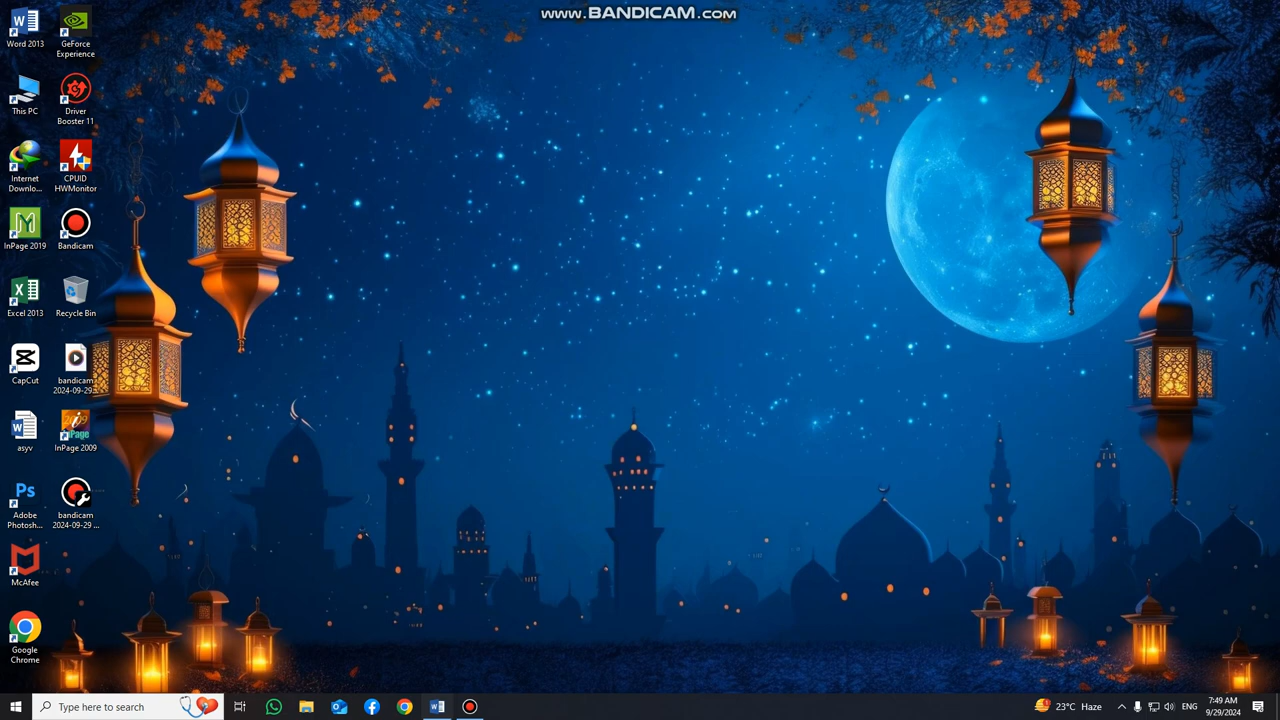 www.BANDICAM.com
Word 2013
GeForce
Experience
This PC
Driver
Booster 11
Internet
Downlo...
CPUID
HWMonitor
InPage 2019
Bandicam
Excel 2013
Recycle Bin
CapCut
bandicam
2024-09-29...
asyv
InPage 2009
Adobe
Photosh...
bandicam
2024-09-29 ...
McAfee
Google
Chrome
Type here to search
23°C Haze
ENG
7:49 AM
9/29/2024